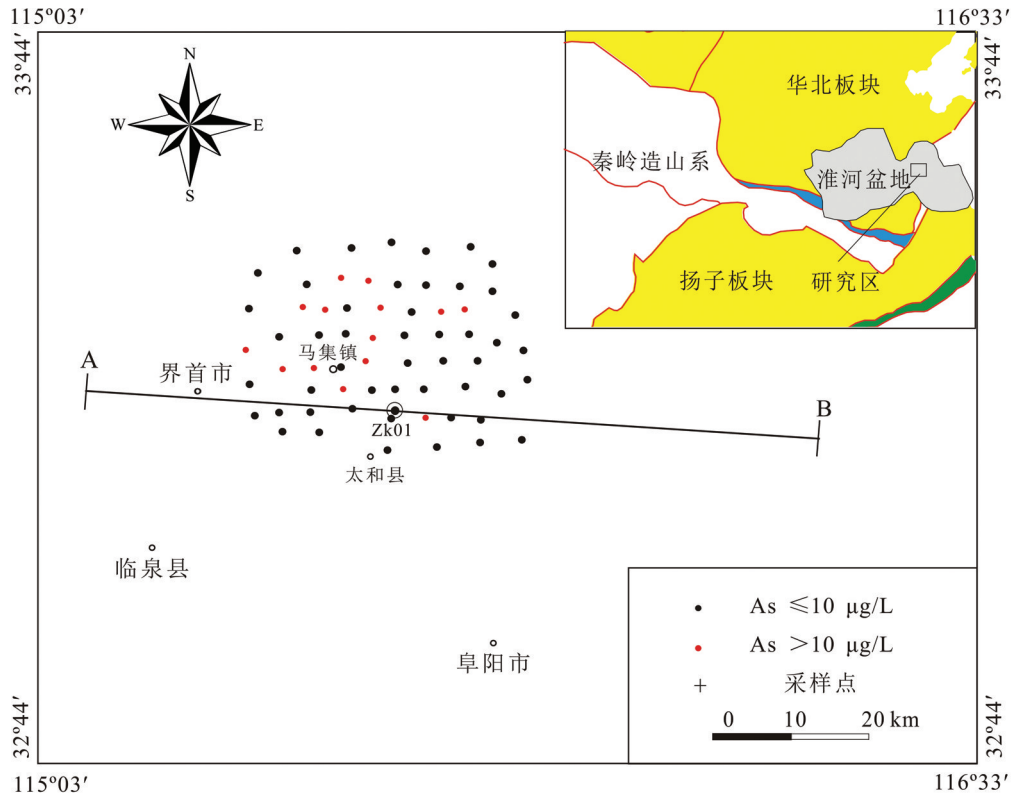 115°03′
116°33′
33°44′
33°44′
N
W
E
S
华北板块
秦岭造山系
淮河盆地
扬子板块
研究区
A
界首市
马集镇
B
Zk01
太和县
临泉县
阜阳市
As ≤10 μg/L
As >10 μg/L
+ 采样点
0 10 20 km
32°44′
32°44′
115°03′
116°33′